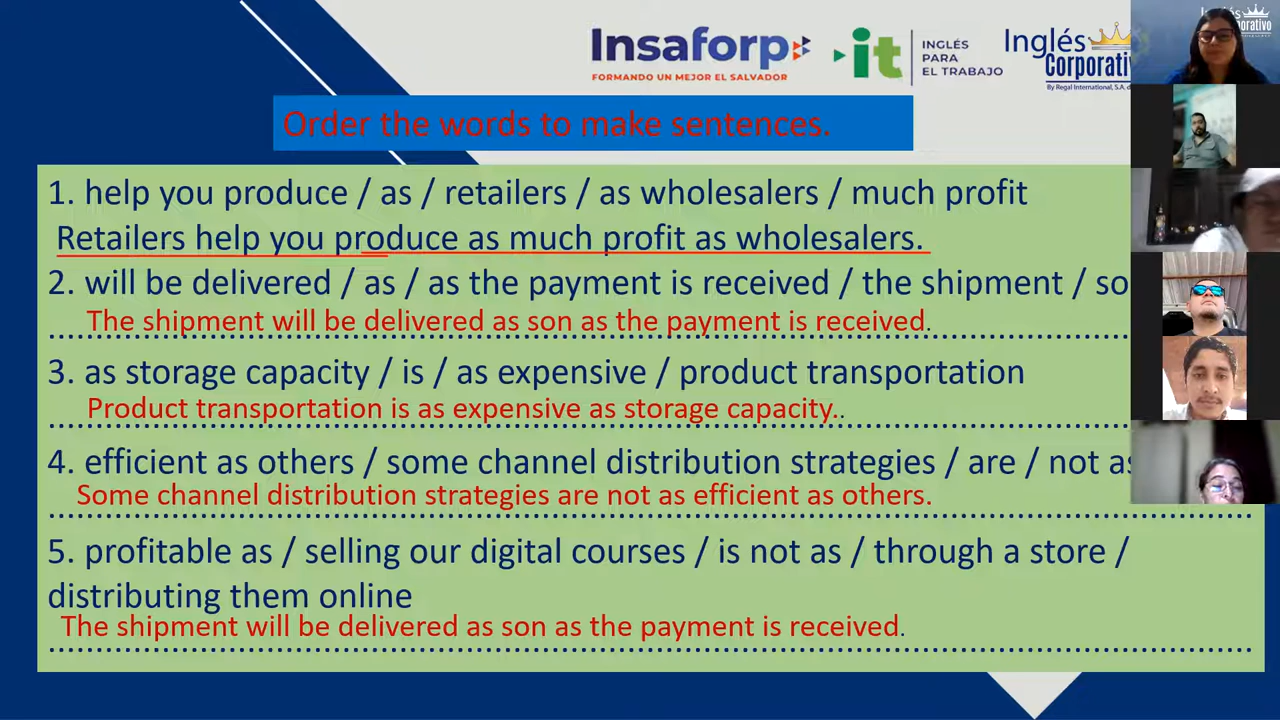 Insaforp
FORMANDO UN MEJOR EL SALVADOR
it
INGLÉS
PARA
EL TRABAJO
Inglés
Corporativ
By Regal International, S.A. d
Order the words to make sentences.
1. help you produce / as / retailers / as wholesalers / much profit
Retailers help you produce as much profit as wholesalers.
2. will be delivered / as / as the payment is received / the shipment / so
The shipment will be delivered as son as the payment is received.
3. as storage capacity / is / as expensive / product transportation
Product transportation is as expensive as storage capacity..
4. efficient as others / some channel distribution strategies / are / not as
Some channel distribution strategies are not as efficient as others.
5. profitable as / selling our digital courses / is not as / through a store /
distributing them online
The shipment will be delivered as son as the payment is received.